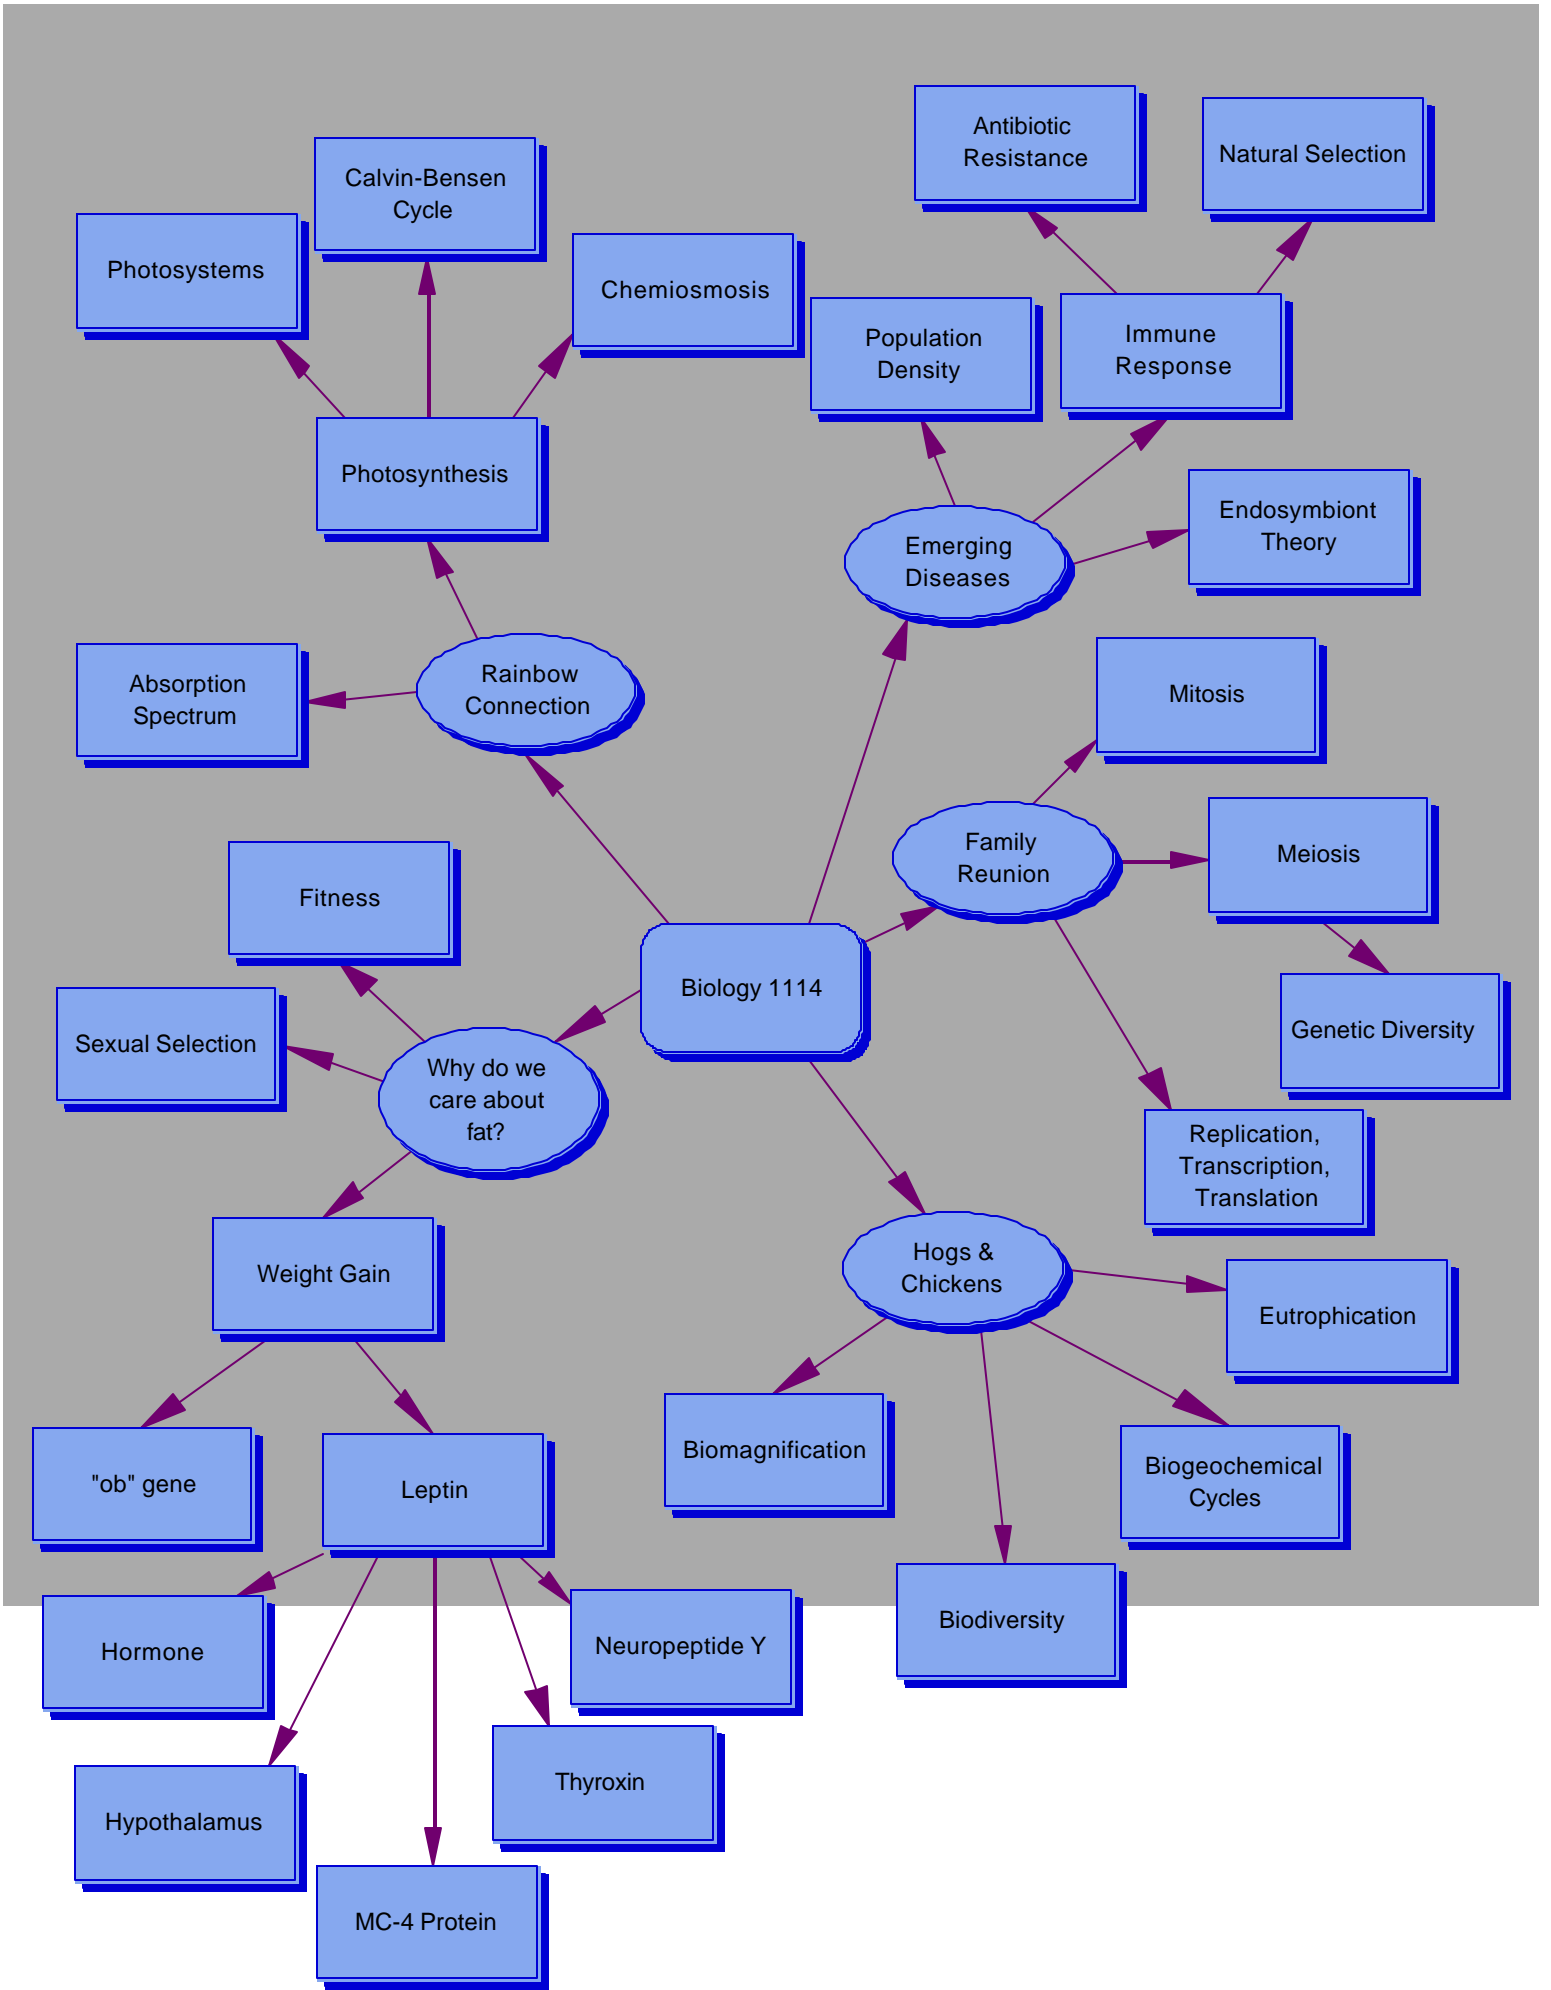 Antibiotic
Resistance
Natural Selection
Calvin-Bensen
Cycle
Photosystems
Chemiosmosis
Population
Density
Immune
Response
Photosynthesis
Endosymbiont
Theory
Emerging
Diseases
Rainbow
Connection
Absorption
Spectrum
Mitosis
Family
Reunion
Meiosis
Fitness
Biology 1114
Genetic Diversity
Sexual Selection
Why do we
care about
fat?
Replication,
Transcription,
Translation
Hogs &
Chickens
Weight Gain
Eutrophication
Biomagnification
Biogeochemical
Cycles
"ob" gene
Leptin
Biodiversity
Hormone
Neuropeptide Y
Thyroxin
Hypothalamus
MC-4 Protein